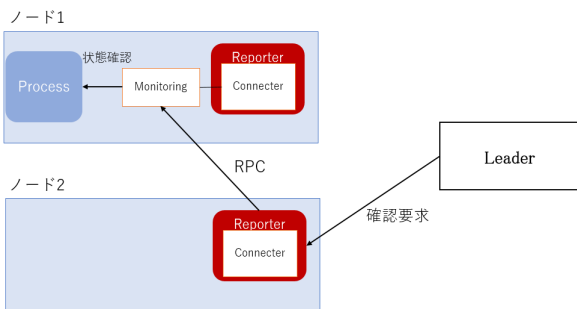 ノード1
状態確認
Reporter
Process
Monitoring
Connecter
RPC
Leader
ノード2
確認要求
Reporter
Connecter